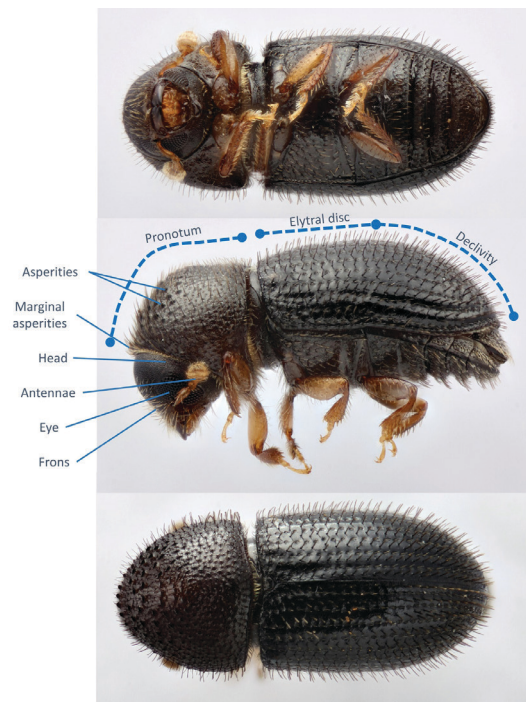 Elytral disc
Pronotum
Declivity
Asperities
Marginal
asperities
Head
Antennae
Eye
Frons